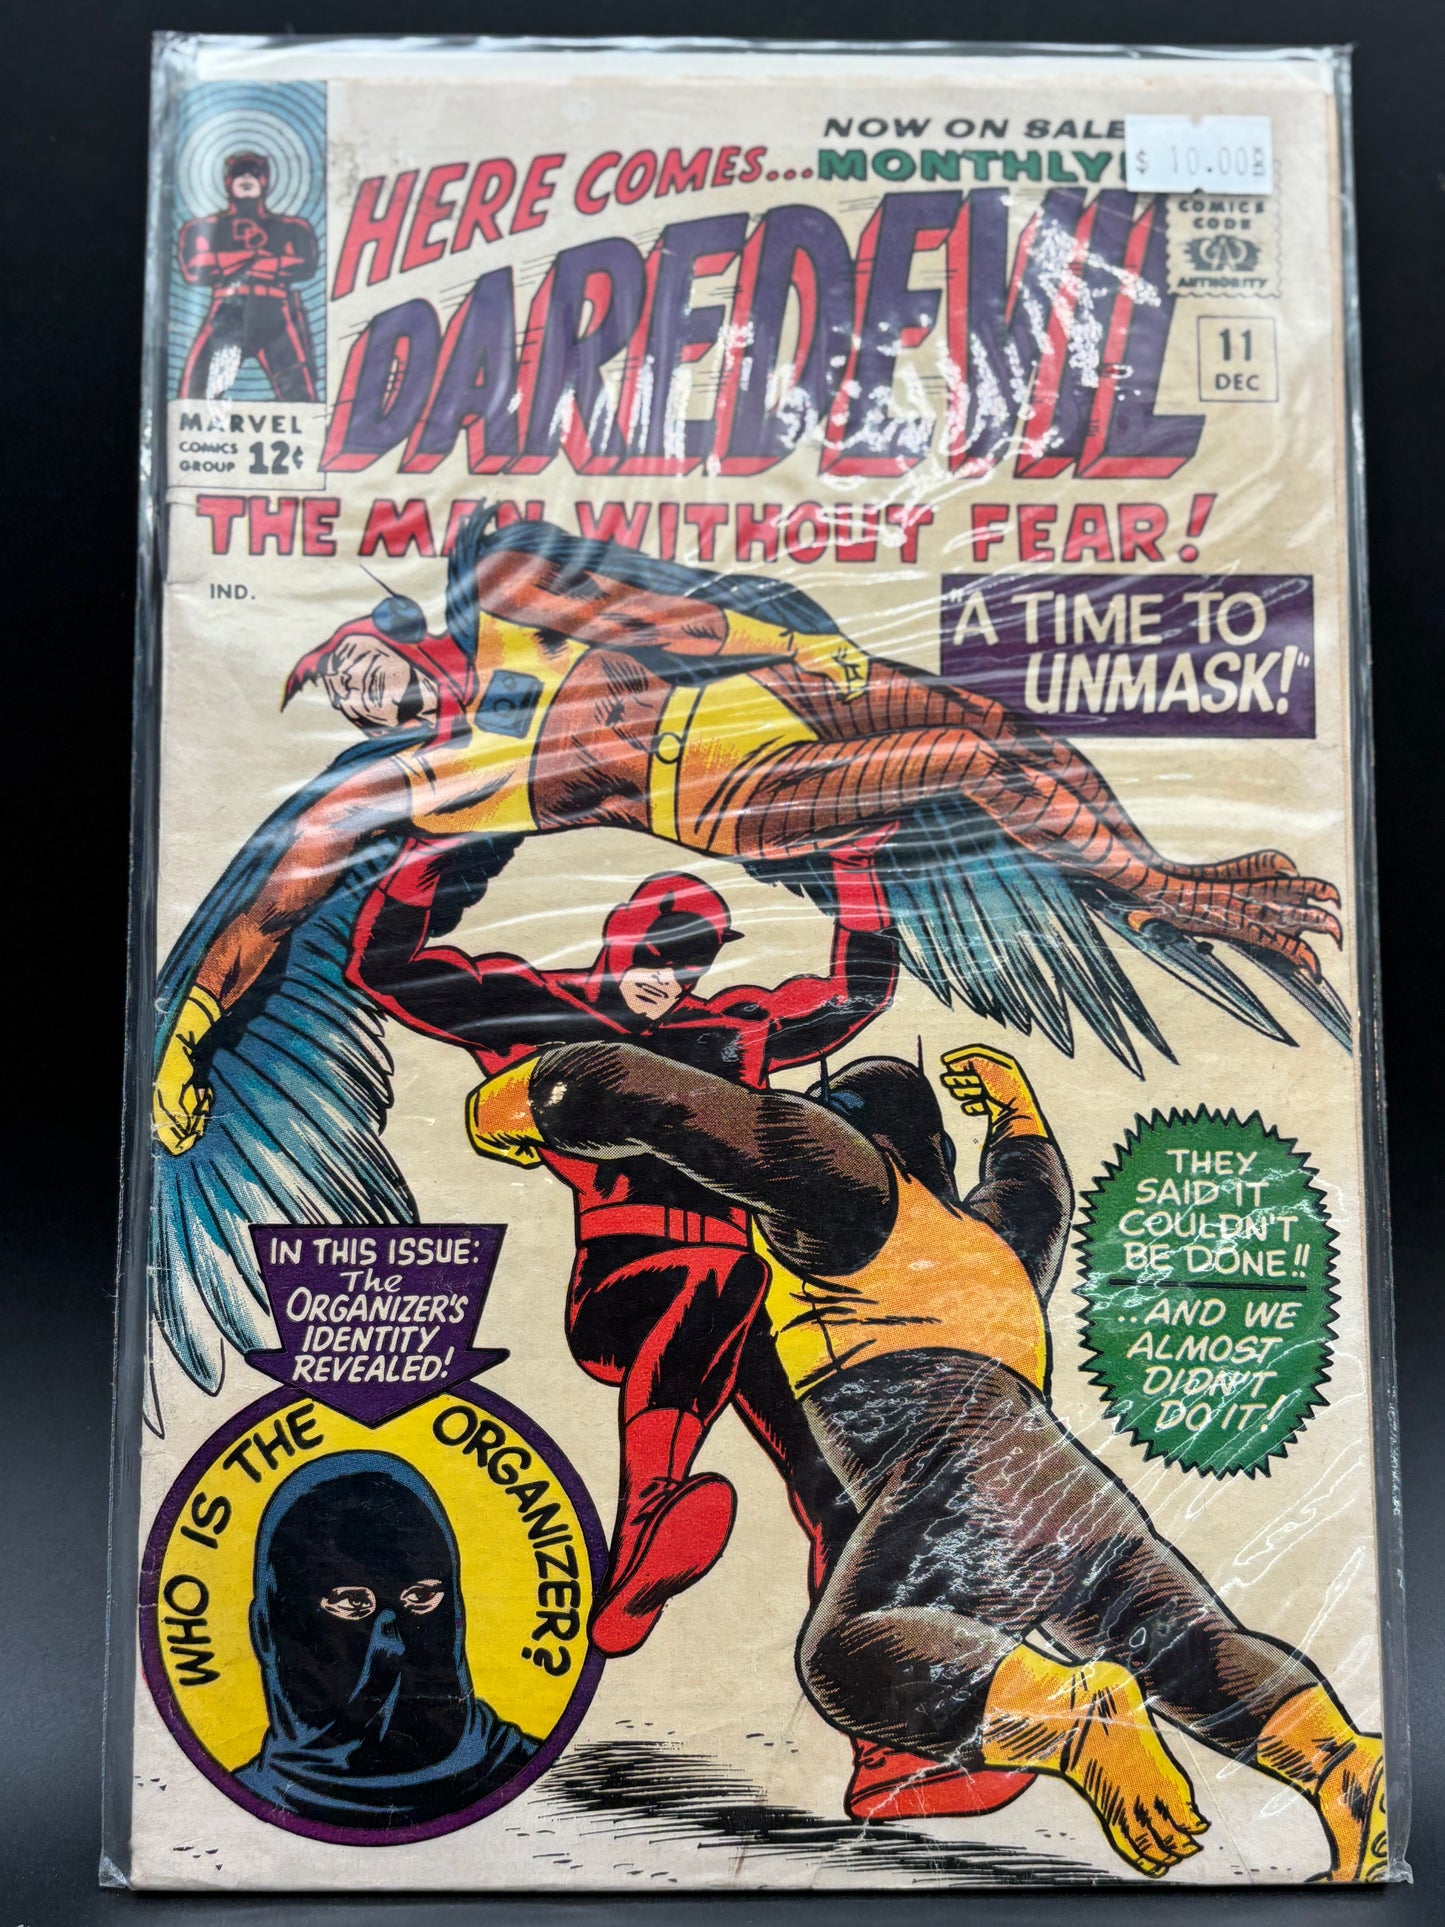 NOW ON SALE
MONTHLY
$ 10.00
HERE COMES...
DAREDEVIL
COMICS
CODE
AUTHORITY
11
DEC
DD
MARVEL
COMICS
GROUP 12¢
THE MAN WITHOUT FEAR!
IND.
"A TIME TO
UNMASK!"
THEY
SAID IT
COULDN'T
BE DONE!!
..AND WE
ALMOST
DIDN'T
DO IT!
IN THIS ISSUE:
The
ORGANIZER'S
IDENTITY
REVEALED!
WHO IS THE ORGANIZER?